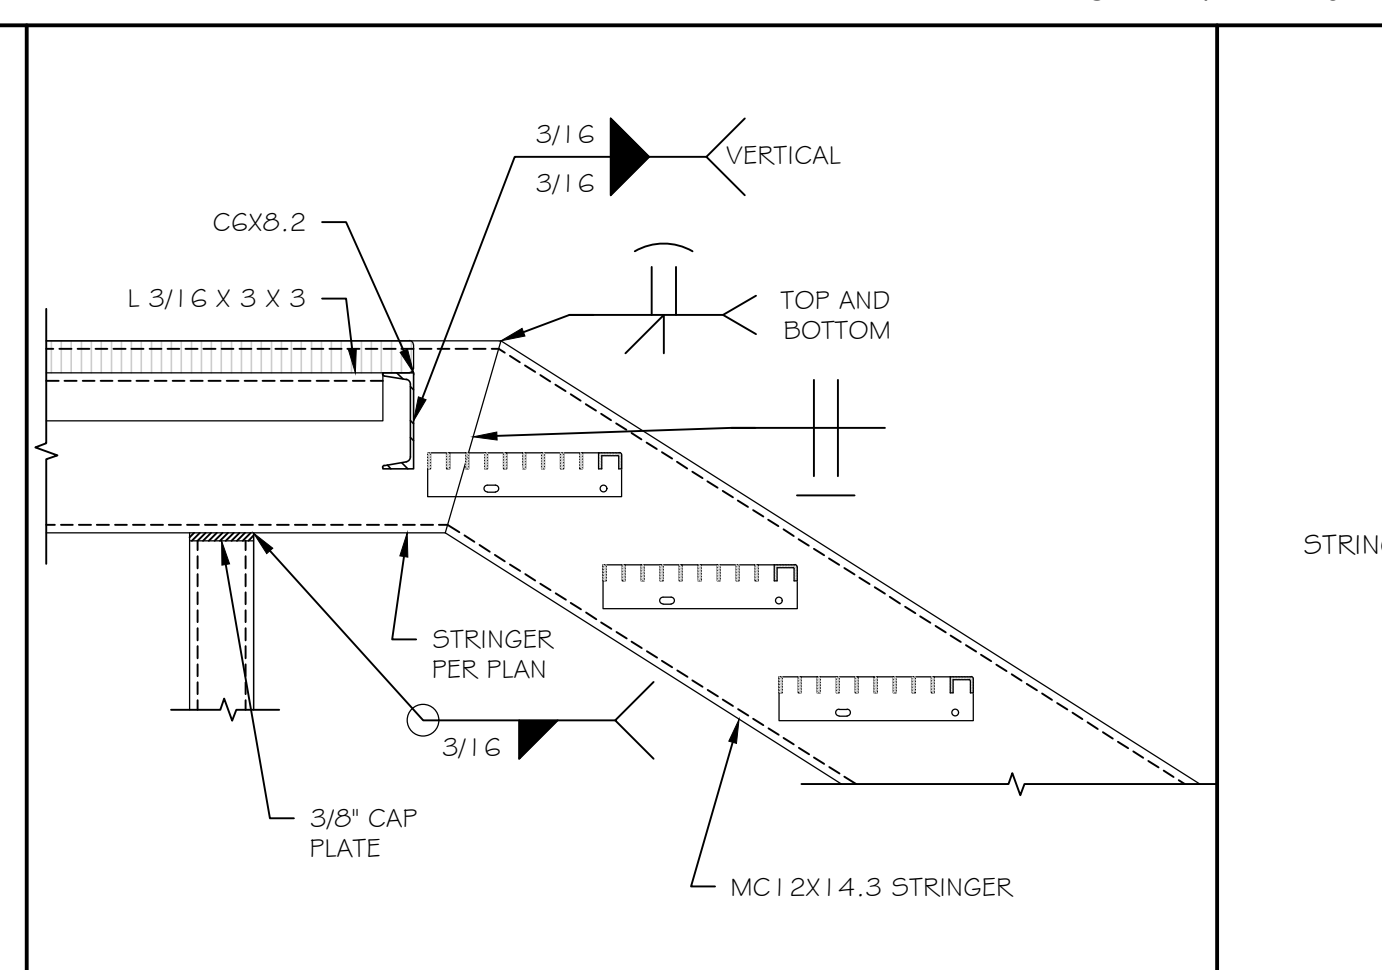 3/16
3/16
VERTICAL
C6X8.2
L 3/16 X 3 X 3
TOP AND
BOTTOM
STRINGER
PER PLAN
3/16
3/8" CAP
PLATE
MC12X14.3 STRINGER